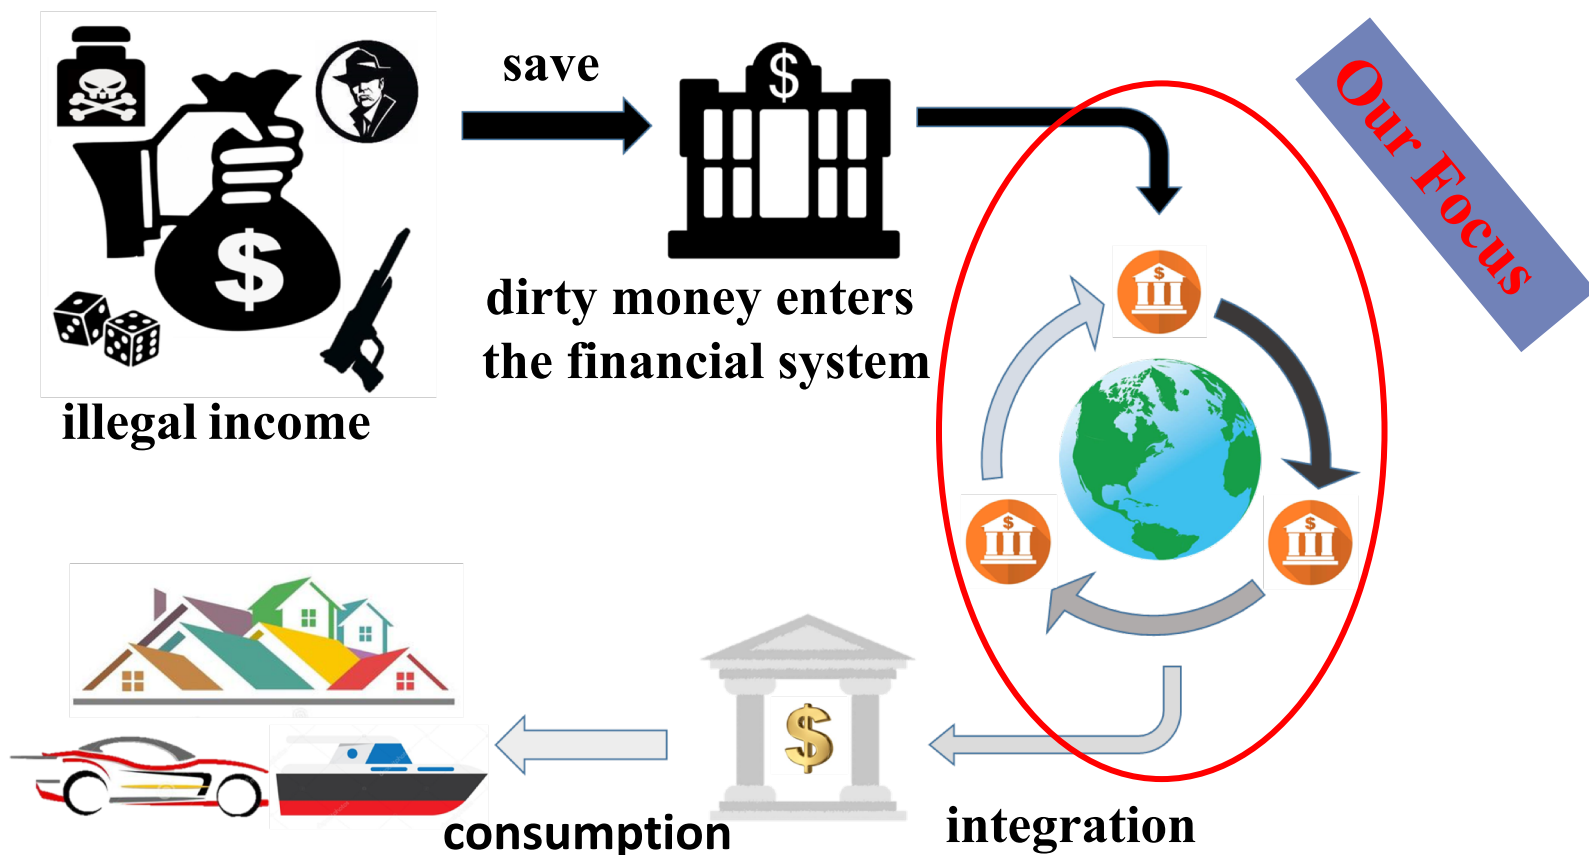 save
Our Focus
dirty money enters
the financial system
illegal income
integration
consumption
$
$
$
$
$
$